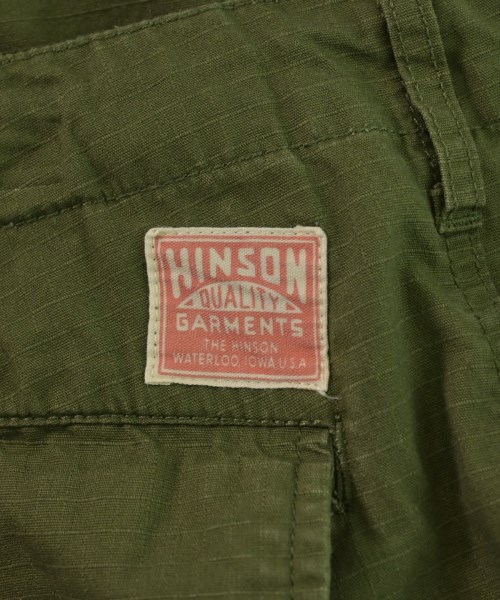 HINSON
QUALITY
GARMENTS
THE HINSON
WATERLOO, IOWA U.S.A